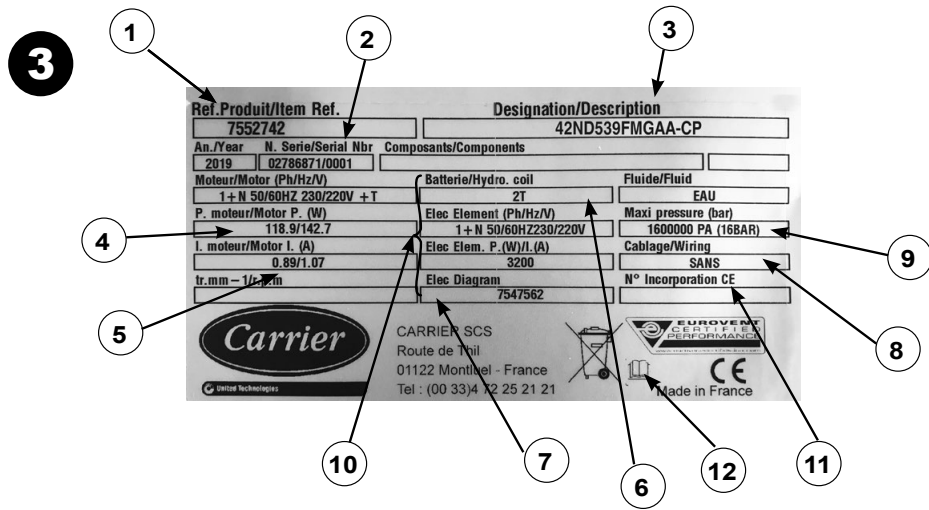 3
1
2
3
Ref.Produit/Item Ref. Designation/Description
7552742 42ND539FMGAA-CP
An./Year N. Serie/Serial Nbr Composants/Components
2019 02786871/0001
Moteur/Motor (Ph/Hz/V) Batterie/Hydro. coil Fluide/Fluid
1+N 50/60HZ 230/220V +T 2T EAU
P. moteur/Motor P. (W) Elec Element (Ph/Hz/V) Maxi pressure (bar)
118.9/142.7 1+N 50/60HZ230/220V 1600000 PA (16BAR)
I. moteur/Motor I. (A) Elec Elem. P.(W)/I.(A) Cablage/Wiring
0.89/1.07 3200 SANS
tr.mm–1/r.p.m Elec Diagram N° Incorporation CE
7547562
4
5
9
8
Carrier
United Technologies
CARRIER SCS
Route de Thil
01122 Montluel - France
Tel : (00 33)4 72 25 21 21
EUROVENT
CERTIFIED
PERFORMANCE
CE
Made in France
10
7
6
12
11